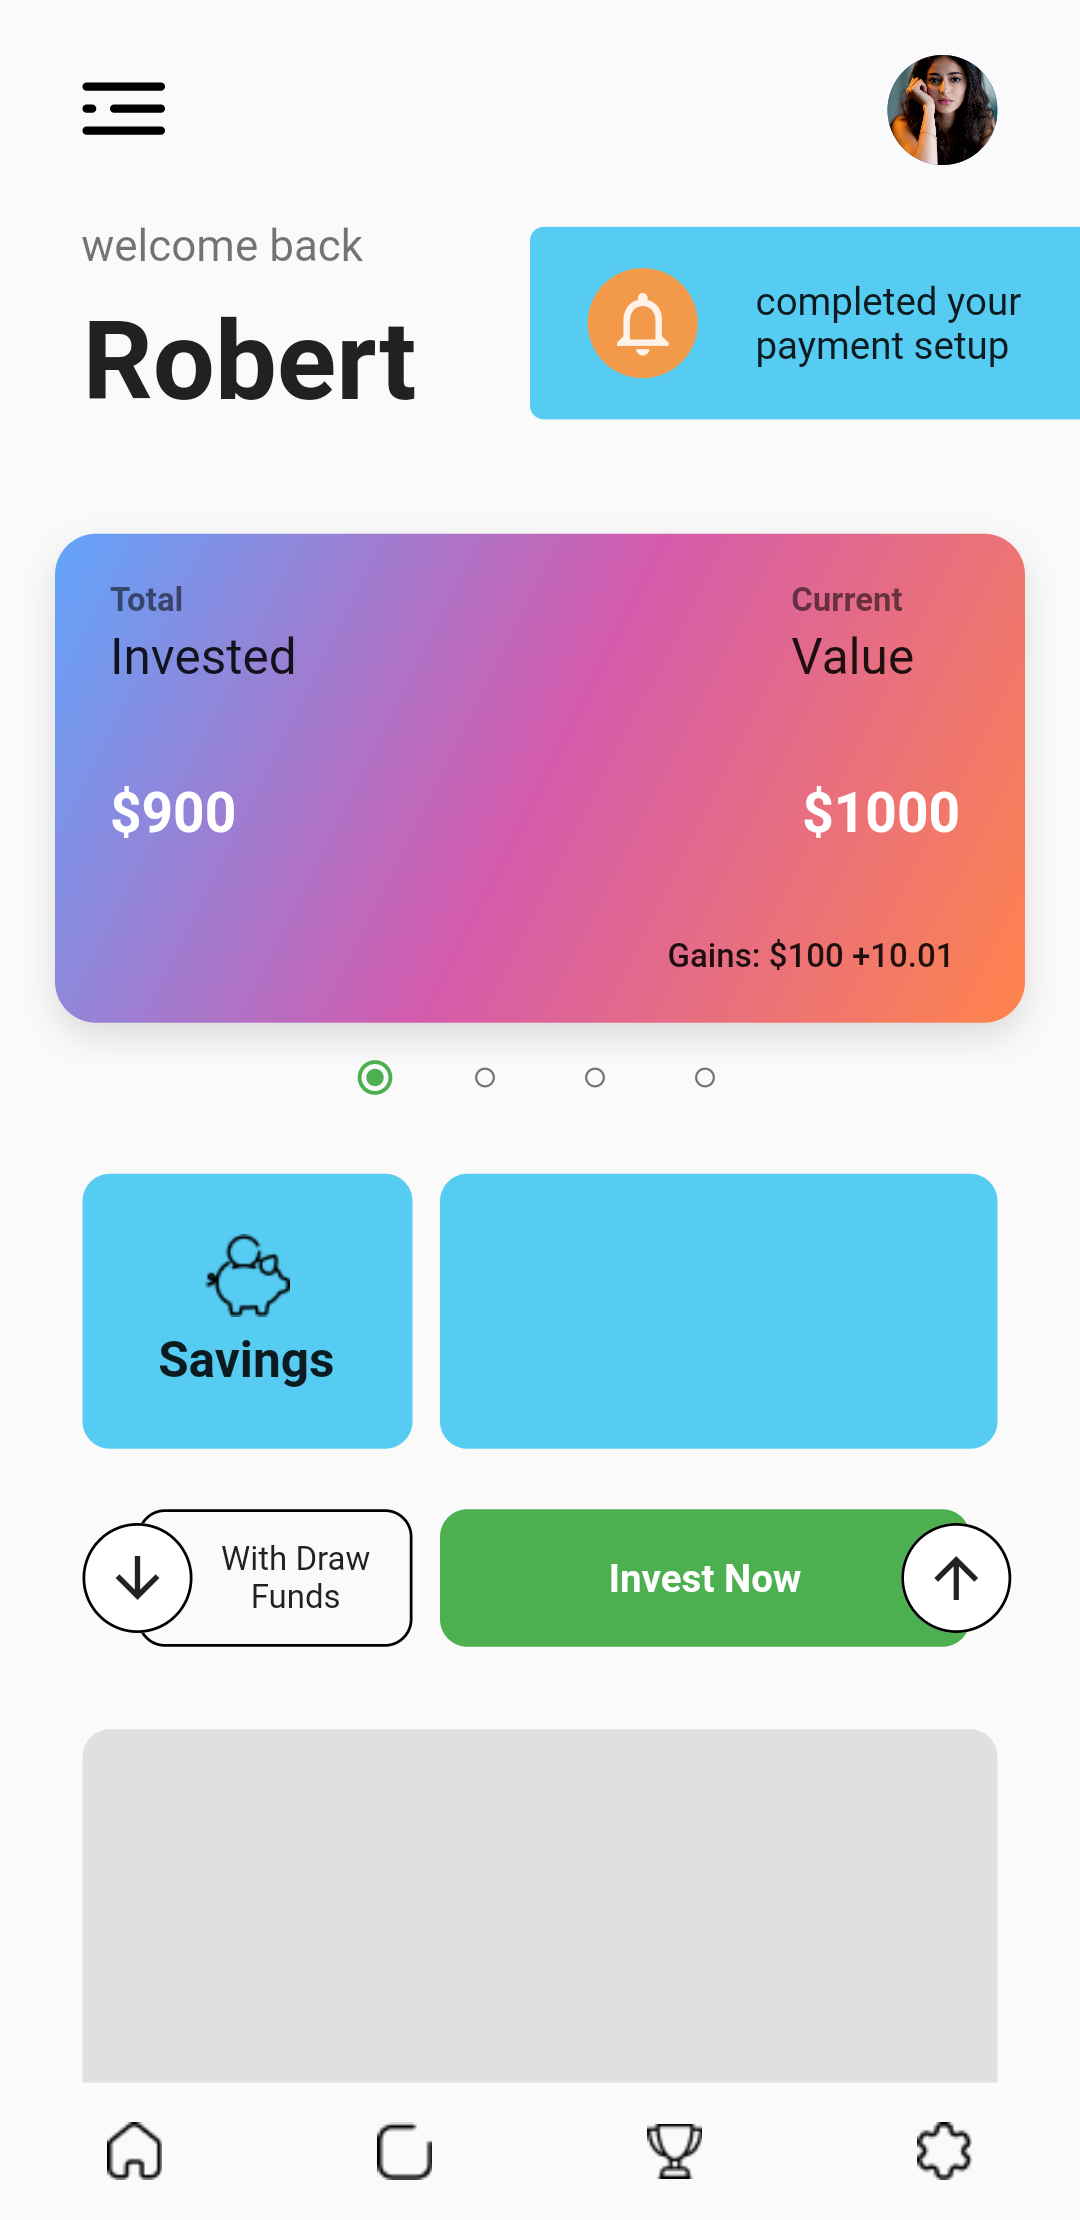 welcome back
Robert
completed your
payment setup
Total
Invested
Current
Value
$900
$1000
Gains: $100 +10.01
Savings
With Draw
Funds
Invest Now